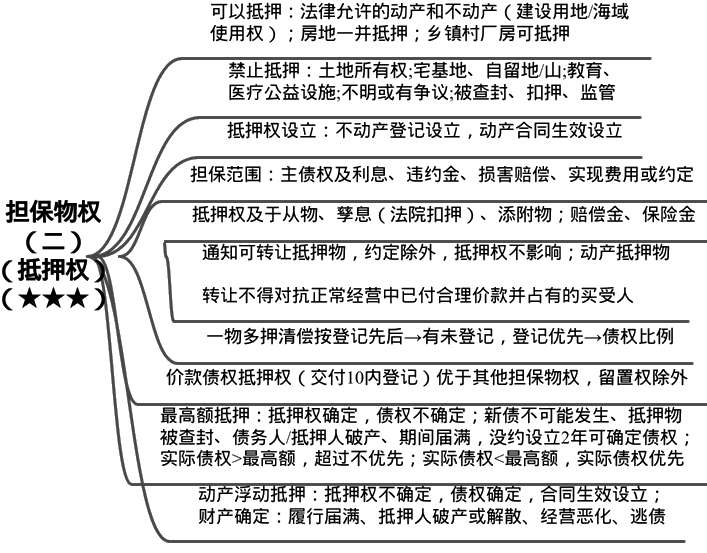 担保物权
（二）
（抵押权）
（★★★）
可以抵押：法律允许的动产和不动产（建设用地/海域
使用权）；房地一并抵押；乡镇村厂房可抵押
禁止抵押：土地所有权;宅基地、自留地/山;教育、
医疗公益设施;不明或有争议;被查封、扣押、监管
抵押权设立：不动产登记设立，动产合同生效设立
担保范围：主债权及利息、违约金、损害赔偿、实现费用或约定
抵押权及于从物、孳息（法院扣押）、添附物；赔偿金、保险金
通知可转让抵押物，约定除外，抵押权不影响；动产抵押物
转让不得对抗正常经营中已付合理价款并占有的买受人
一物多押清偿按登记先后→有未登记，登记优先→债权比例
价款债权抵押权（交付10内登记）优于其他担保物权，留置权除外
最高额抵押：抵押权确定，债权不确定；新债不可能发生、抵押物
被查封、债务人/抵押人破产、期间届满，没约设立2年可确定债权；
实际债权>最高额，超过不优先；实际债权<最高额，实际债权优先
动产浮动抵押：抵押权不确定，债权确定，合同生效设立；
财产确定：履行届满、抵押人破产或解散、经营恶化、逃债